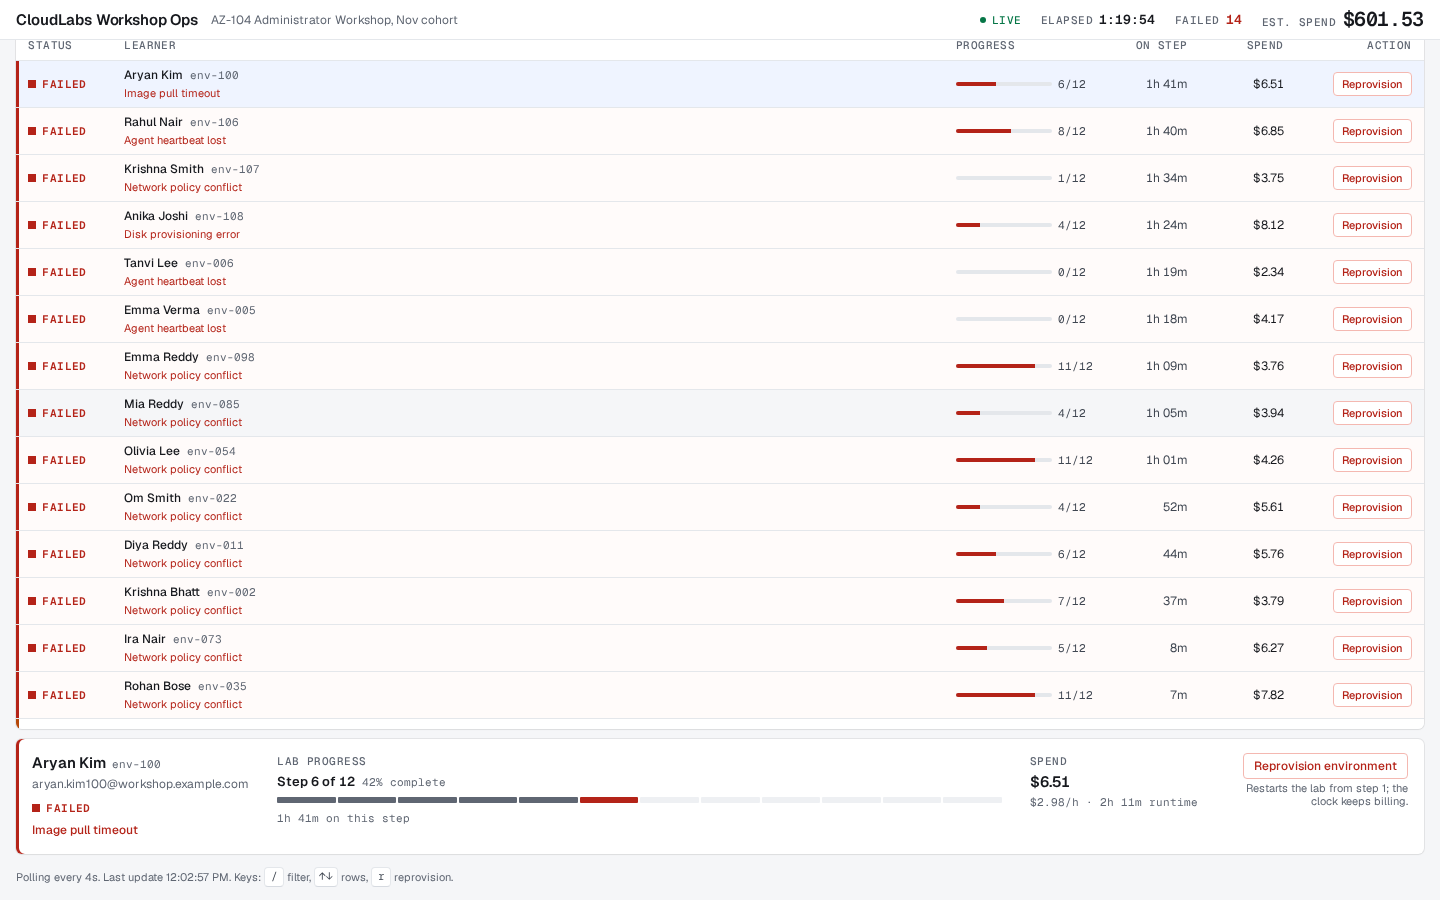 CloudLabs Workshop Ops AZ-104 Administrator Workshop, Nov cohort LIVE ELAPSED 1:19:54 FAILED 14 EST. SPEND $601.53
STATUS LEARNER PROGRESS ON STEP SPEND ACTION
FAILED Aryan Kim env-100 6/12 1h 41m $6.51 Reprovision
Image pull timeout
FAILED Rahul Nair env-106 8/12 1h 40m $6.85 Reprovision
Agent heartbeat lost
FAILED Krishna Smith env-107 1/12 1h 34m $3.75 Reprovision
Network policy conflict
FAILED Anika Joshi env-108 4/12 1h 24m $8.12 Reprovision
Disk provisioning error
FAILED Tanvi Lee env-006 0/12 1h 19m $2.34 Reprovision
Agent heartbeat lost
FAILED Emma Verma env-005 0/12 1h 18m $4.17 Reprovision
Agent heartbeat lost
FAILED Emma Reddy env-098 11/12 1h 09m $3.76 Reprovision
Network policy conflict
FAILED Mia Reddy env-085 4/12 1h 05m $3.94 Reprovision
Network policy conflict
FAILED Olivia Lee env-054 11/12 1h 01m $4.26 Reprovision
Network policy conflict
FAILED Om Smith env-022 4/12 52m $5.61 Reprovision
Network policy conflict
FAILED Diya Reddy env-011 6/12 44m $5.76 Reprovision
Network policy conflict
FAILED Krishna Bhatt env-002 7/12 37m $3.79 Reprovision
Network policy conflict
FAILED Ira Nair env-073 5/12 8m $6.27 Reprovision
Network policy conflict
FAILED Rohan Bose env-035 11/12 7m $7.82 Reprovision
Network policy conflict
Aryan Kim env-100
aryan.kim100@workshop.example.com
FAILED
Image pull timeout
LAB PROGRESS
Step 6 of 12 42% complete
1h 41m on this step
SPEND
$6.51
$2.98/h · 2h 11m runtime
Reprovision environment
Restarts the lab from step 1; the
clock keeps billing.
Polling every 4s. Last update 12:02:57 PM. Keys: / filter, ↑↓ rows, r reprovision.